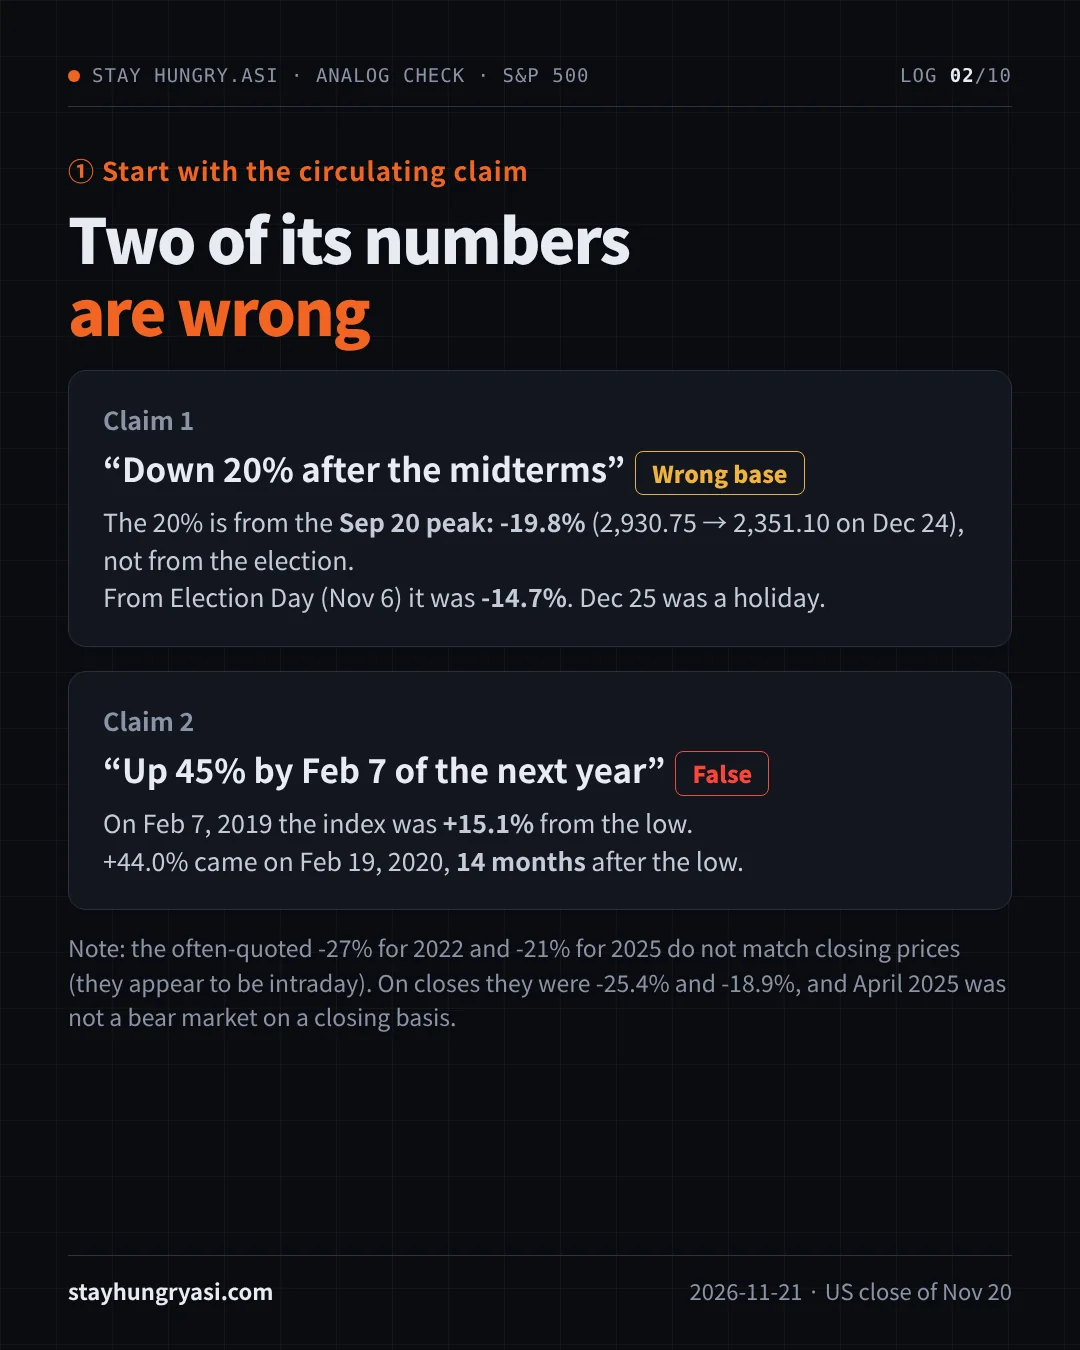 STAY HUNGRY.ASI · ANALOG CHECK · S&P 500
LOG 02/10
① Start with the circulating claim
Two of its numbers
are wrong
Claim 1
“Down 20% after the midterms” Wrong base
The 20% is from the Sep 20 peak: -19.8% (2,930.75 → 2,351.10 on Dec 24),
not from the election.
From Election Day (Nov 6) it was -14.7%. Dec 25 was a holiday.
Claim 2
“Up 45% by Feb 7 of the next year” False
On Feb 7, 2019 the index was +15.1% from the low.
+44.0% came on Feb 19, 2020, 14 months after the low.
Note: the often-quoted -27% for 2022 and -21% for 2025 do not match closing prices
(they appear to be intraday). On closes they were -25.4% and -18.9%, and April 2025 was
not a bear market on a closing basis.
stayhungryasi.com
2026-11-21 · US close of Nov 20